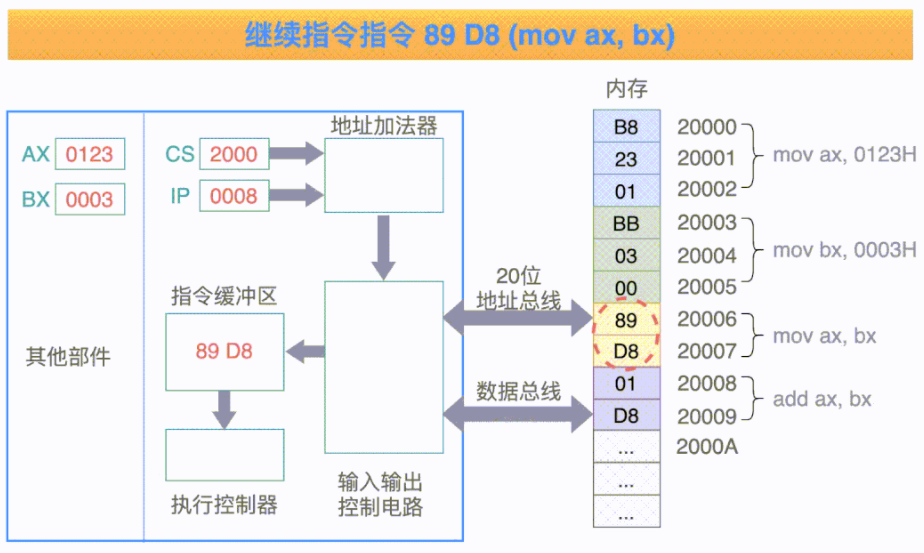 继续指令指令 89 D8 (mov ax, bx)
内存
地址加法器
AX 0123
CS 2000
BX 0003
IP 0008
B8 20000
23 20001
01 20002
mov ax, 0123H
BB 20003
03 20004
00 20005
mov bx, 0003H
20位
地址总线
89 20006
D8 20007
mov ax, bx
指令缓冲区
89 D8
其他部件
数据总线
01 20008
D8 20009
add ax, bx
... 2000A
...
...
执行控制器
输入输出
控制电路